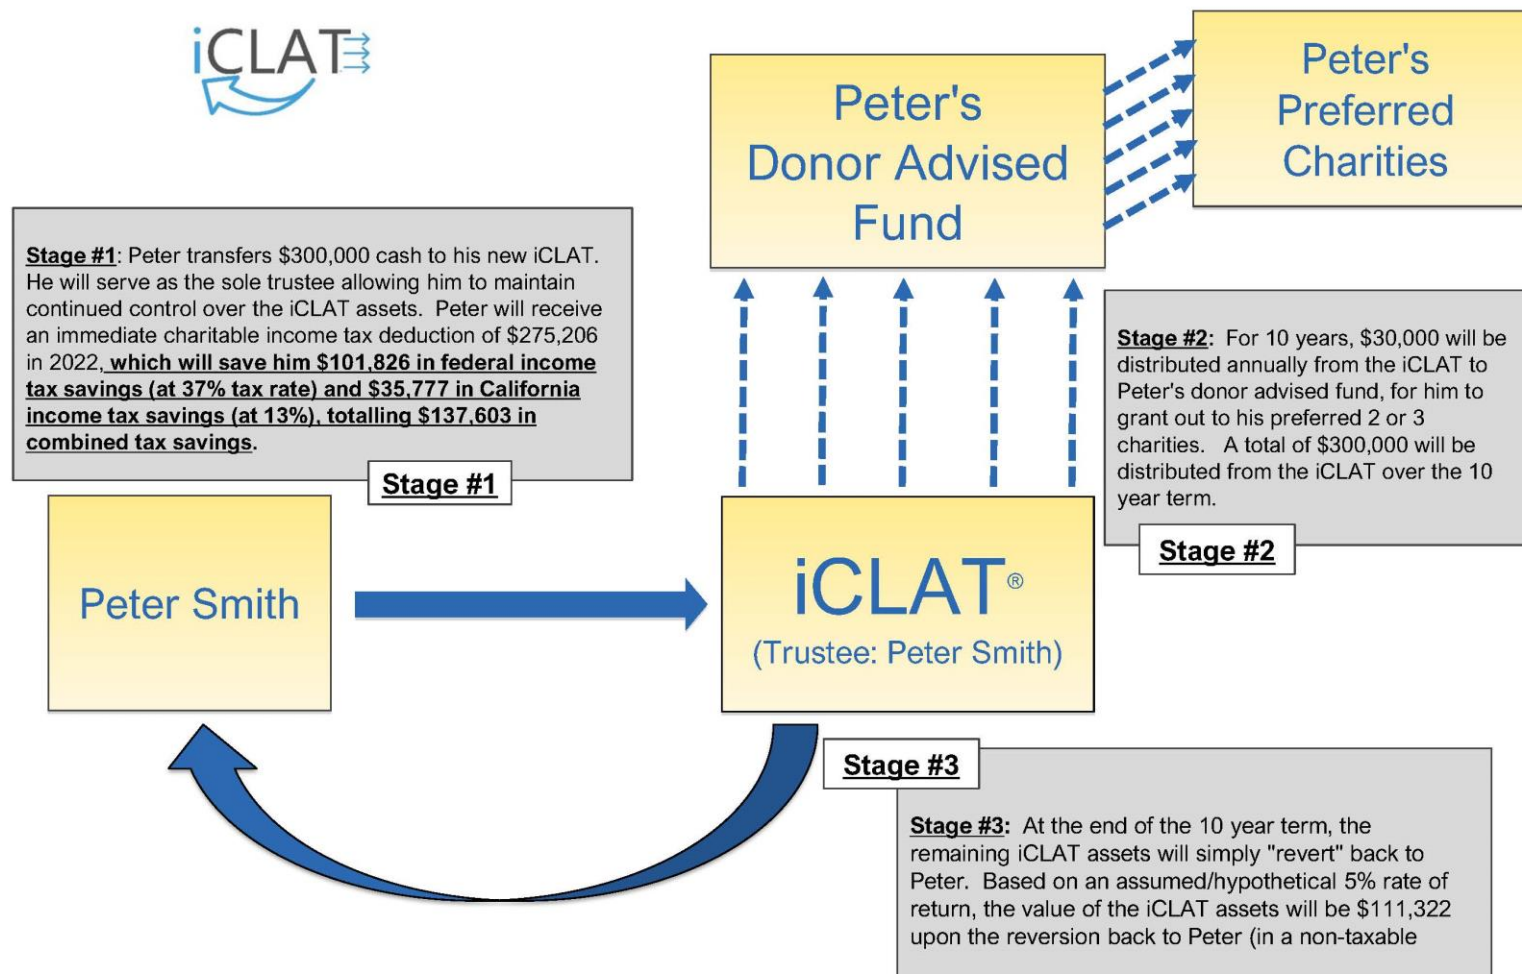 iCLAT
Peter's
Donor Advised
Fund
Peter's
Preferred
Charities
Stage #1: Peter transfers $300,000 cash to his new iCLAT.
He will serve as the sole trustee allowing him to maintain
continued control over the iCLAT assets. Peter will receive
an immediate charitable income tax deduction of $275,206
in 2022, which will save him $101,826 in federal income
tax savings (at 37% tax rate) and $35,777 in California
income tax savings (at 13%), totalling $137,603 in
combined tax savings.
Stage #1
Stage #2: For 10 years, $30,000 will be
distributed annually from the iCLAT to
Peter's donor advised fund, for him to
grant out to his preferred 2 or 3
charities. A total of $300,000 will be
distributed from the iCLAT over the 10
year term.
Stage #2
Peter Smith
iCLAT®
(Trustee: Peter Smith)
Stage #3
Stage #3: At the end of the 10 year term, the
remaining iCLAT assets will simply "revert" back to
Peter. Based on an assumed/hypothetical 5% rate of
return, the value of the iCLAT assets will be $111,322
upon the reversion back to Peter (in a non-taxable